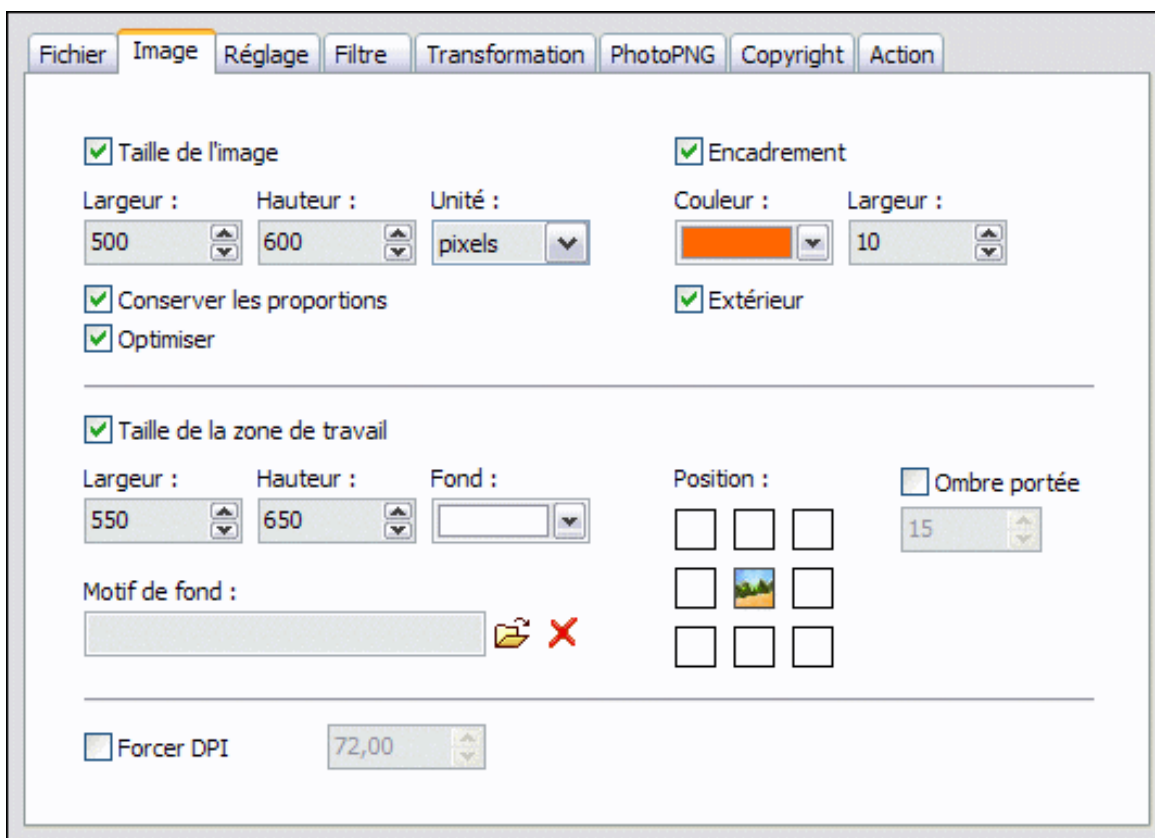 Fichier Image Réglage Filtre Transformation PhotoPNG Copyright Action
Taille de l'image
Largeur : Hauteur : Unité :
500 600 pixels
Conserver les proportions
Optimiser
Encadrement
Couleur : Largeur :
10
Extérieur
Taille de la zone de travail
Largeur : Hauteur : Fond :
550 650
Motif de fond :
Position :
Ombre portée
15
Forcer DPI 72,00